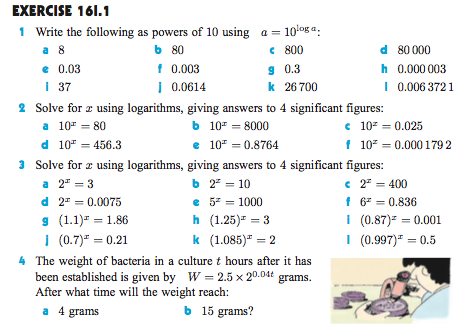 EXERCISE 16I.1
1 Write the following as powers of 10 using a = 10^(log a):
a 8 b 80 c 800 d 80 000
e 0.03 f 0.003 g 0.3 h 0.000 003
i 37 j 0.0614 k 26 700 l 0.006 372 1
2 Solve for x using logarithms, giving answers to 4 significant figures:
a 10^x = 80 b 10^x = 8000 c 10^x = 0.025
d 10^x = 456.3 e 10^x = 0.8764 f 10^x = 0.000 179 2
3 Solve for x using logarithms, giving answers to 4 significant figures:
a 2^x = 3 b 2^x = 10 c 2^x = 400
d 2^x = 0.0075 e 5^x = 1000 f 6^x = 0.836
g (1.1)^x = 1.86 h (1.25)^x = 3 i (0.87)^x = 0.001
j (0.7)^x = 0.21 k (1.085)^x = 2 l (0.997)^x = 0.5
4 The weight of bacteria in a culture t hours after it has
been established is given by W = 2.5 × 2^(0.04t) grams.
After what time will the weight reach:
a 4 grams b 15 grams?